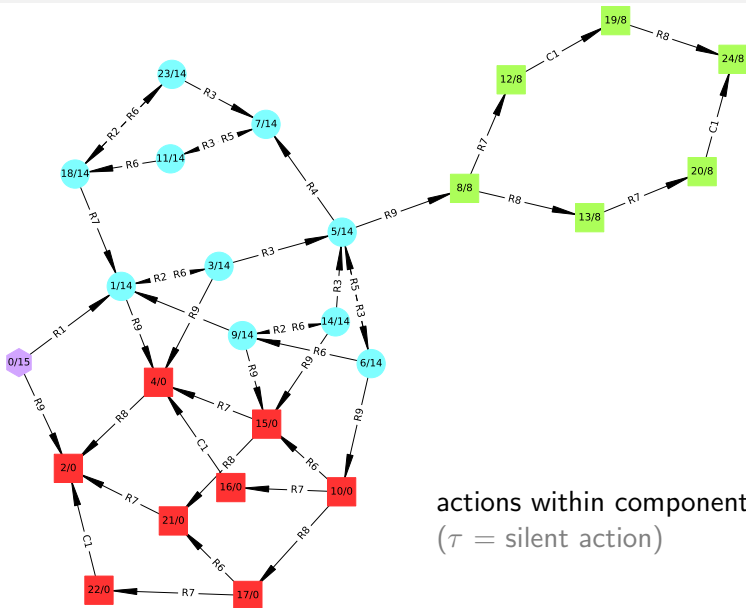 19/8
R8
24/8
C1
12/8
23/14
R3
R2 R6
7/14
R3 R5
11/14
R6
18/14
R7
C1
20/8
8/8
R7
R8
13/8
R4
R9
R7
5/14
R3
3/14
R2 R6
1/14
R5
R3
R3
R9
R9
14/14
R2 R6
9/14
R6
6/14
R1
0/15
R9
R9
R9
R9
4/0
R7
15/0
R8
C1
R8
R6
2/0
16/0
R7
10/0
R7
21/0
R8
C1
R6
22/0
R7
17/0
actions within component
(τ = silent action)